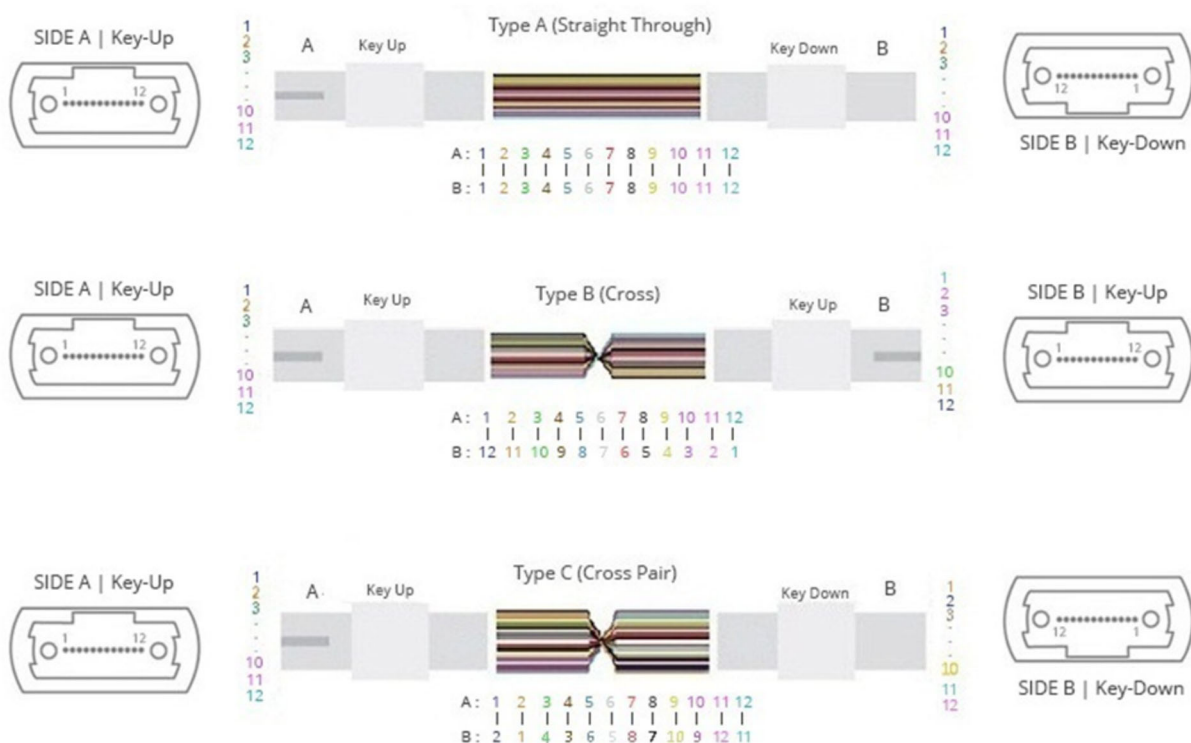 Type A (Straight Through)
SIDE A | Key-Up
1 12
1
2
3
.
.
.
10
11
12
A
Key Up
Key Down
B
1
2
3
.
.
.
10
11
12
12 1
SIDE B | Key-Down
A : 1 2 3 4 5 6 7 8 9 10 11 12
B : 1 2 3 4 5 6 7 8 9 10 11 12
Type B (Cross)
SIDE A | Key-Up
1 12
1
2
3
.
.
.
10
11
12
A
Key Up
Key Up
B
1
2
3
.
.
.
10
11
12
SIDE B | Key-Up
1 12
A : 1 2 3 4 5 6 7 8 9 10 11 12
B : 12 11 10 9 8 7 6 5 4 3 2 1
Type C (Cross Pair)
SIDE A | Key-Up
1 12
1
2
3
.
.
.
10
11
12
A
Key Up
Key Down
B
1
2
3
.
.
.
10
11
12
12 1
SIDE B | Key-Down
A : 1 2 3 4 5 6 7 8 9 10 11 12
B : 2 1 4 3 6 5 8 7 10 9 12 11